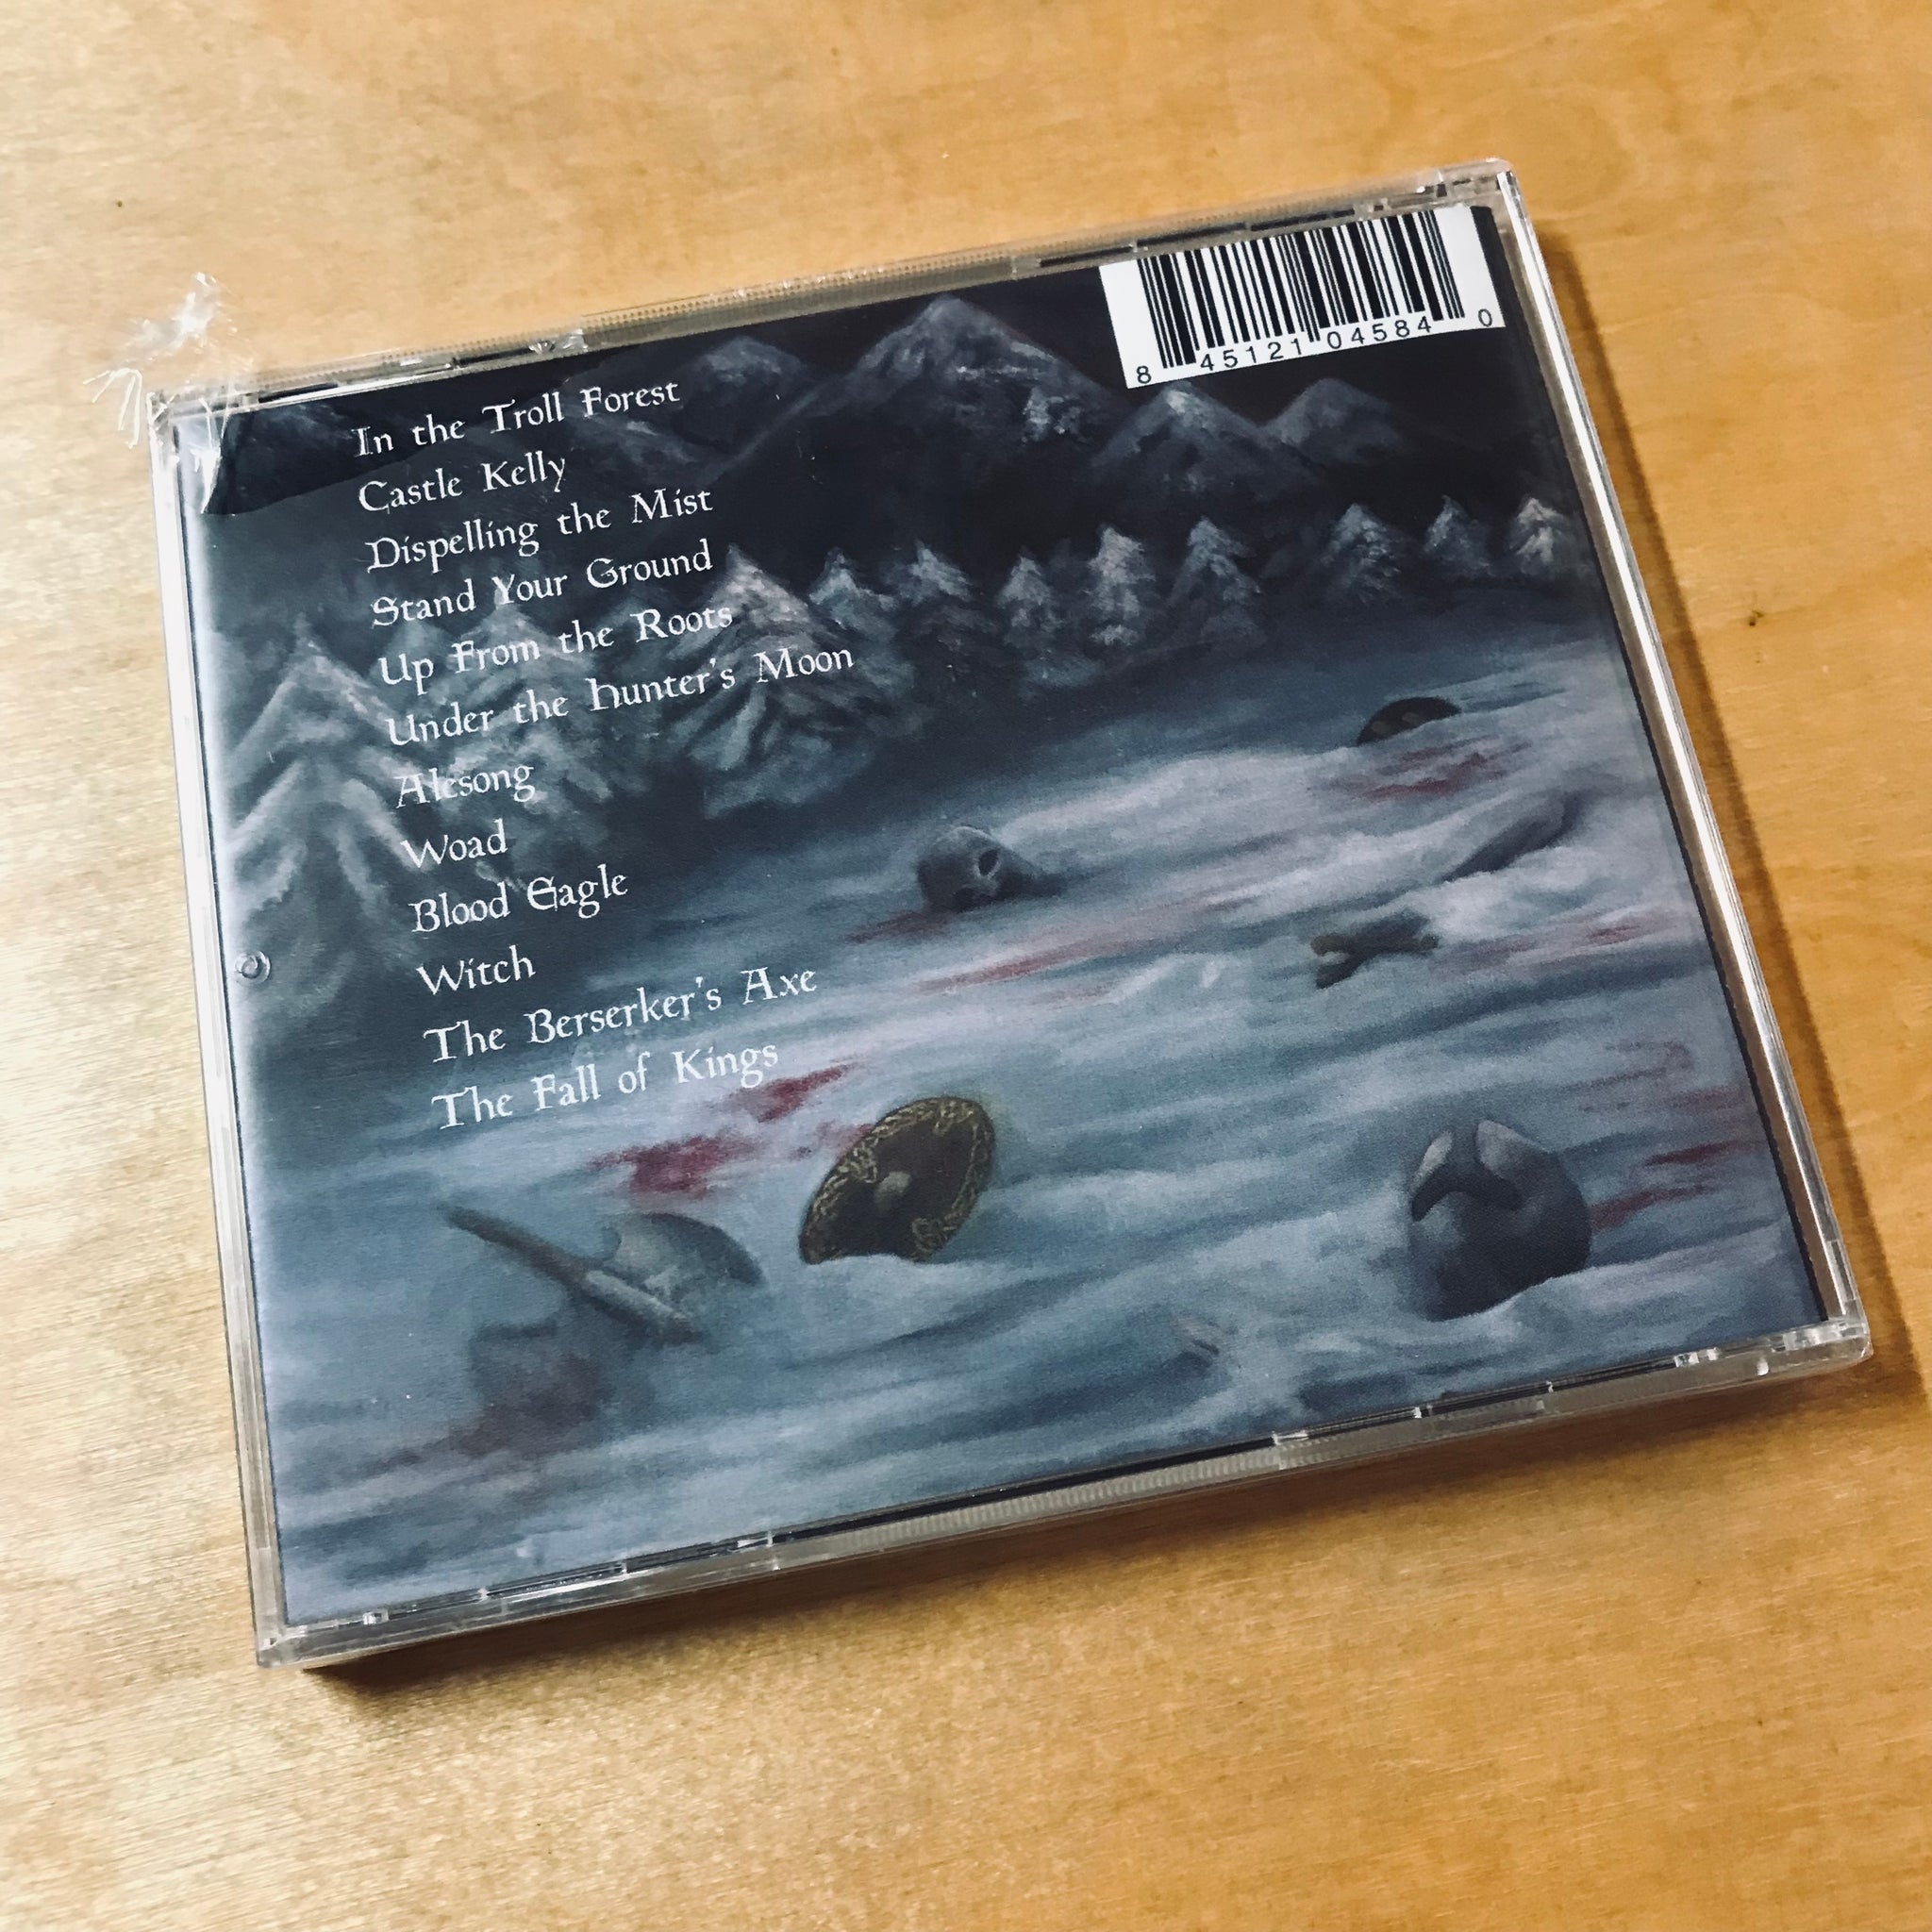 In the Troll Forest
Castle Kelly
Dispelling the Mist
Stand Your Ground
Up From the Roots
Under the Hunter's Moon
Alesong
Woad
Blood Eagle
Witch
The Berserker's Axe
The Fall of Kings
8 45121 04584 0